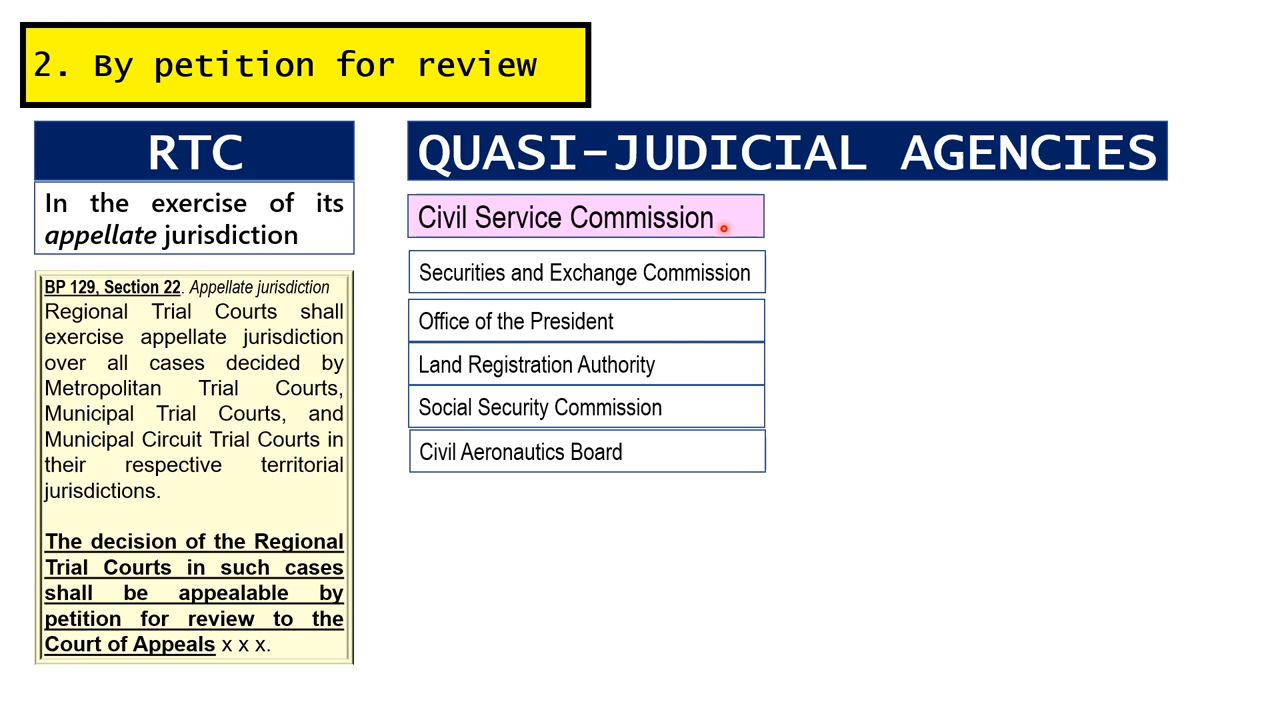 2. By petition for review
RTC
In the exercise of its
appellate jurisdiction
BP 129, Section 22. Appellate jurisdiction
Regional Trial Courts shall
exercise appellate jurisdiction
over all cases decided by
Metropolitan Trial Courts,
Municipal Trial Courts, and
Municipal Circuit Trial Courts in
their respective territorial
jurisdictions.
The decision of the Regional
Trial Courts in such cases
shall be appealable by
petition for review to the
Court of Appeals x x x.
QUASI-JUDICIAL AGENCIES
Civil Service Commission
Securities and Exchange Commission
Office of the President
Land Registration Authority
Social Security Commission
Civil Aeronautics Board